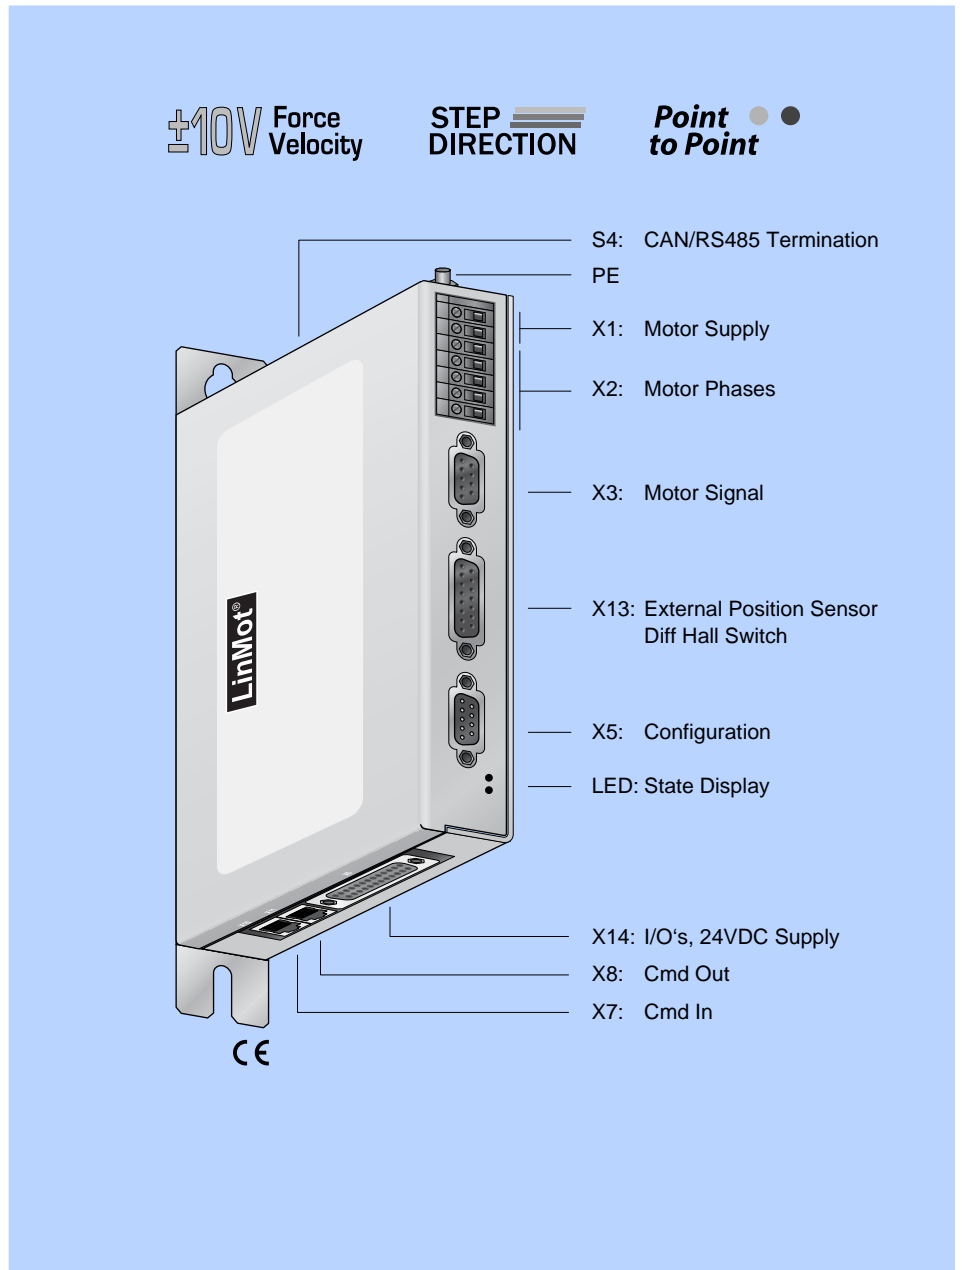 ±10V Force Velocity
STEP DIRECTION
Point to Point
S4: CAN/RS485 Termination
PE
X1: Motor Supply
X2: Motor Phases
X3: Motor Signal
X13: External Position Sensor
Diff Hall Switch
X5: Configuration
LED: State Display
X14: I/O‘s, 24VDC Supply
X8: Cmd Out
X7: Cmd In
LinMot®
CE